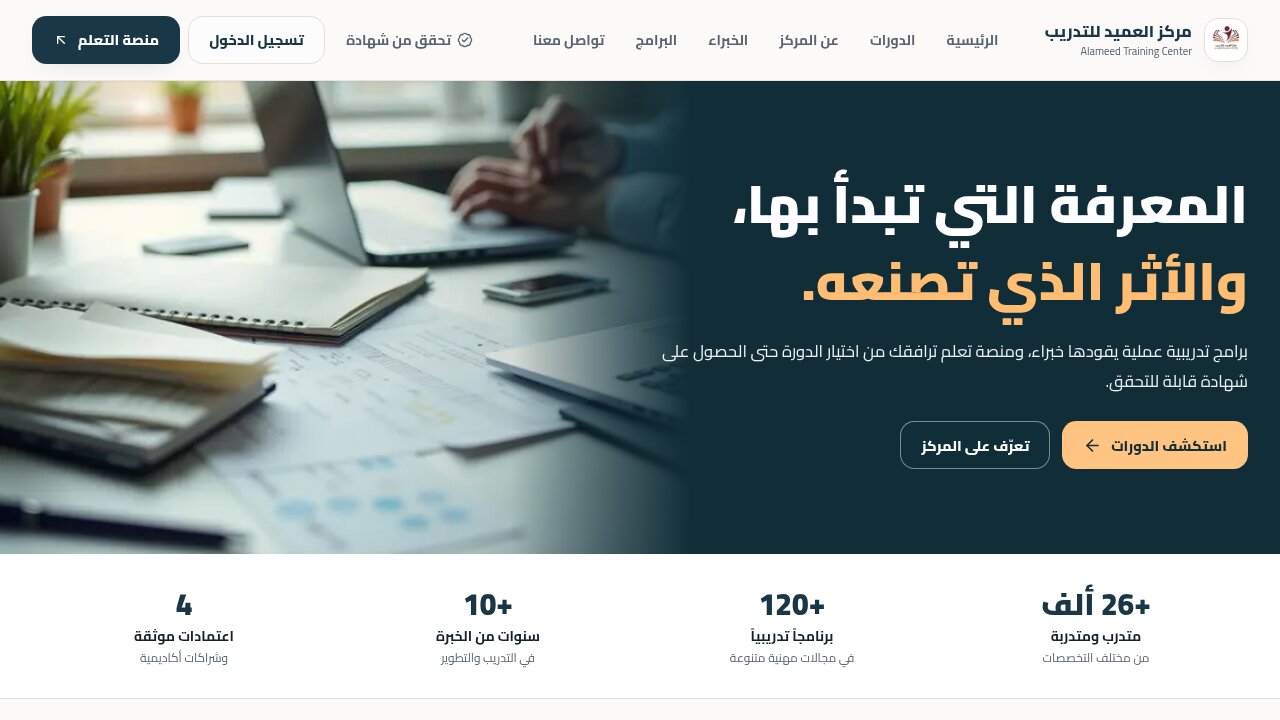 مركز العميد للتدريب
Alameed Training Center
الرئيسية
الدورات
عن المركز
الخبراء
البرامج
تواصل معنا
تحقق من شهادة
تسجيل الدخول
منصة التعلم
المعرفة التي تبدأ بها،
والأثر الذي تصنعه.
برامج تدريبية عملية يقودها خبراء، ومنصة تعلم ترافقك من اختيار الدورة حتى الحصول على
شهادة قابلة للتحقق.
استكشف الدورات
تعرّف على المركز
+26 ألف
متدرب ومتدربة
من مختلف التخصصات
+120
برنامجاً تدريبياً
في مجالات مهنية متنوعة
+10
سنوات من الخبرة
في التدريب والتطوير
4
اعتمادات موثقة
وشراكات أكاديمية